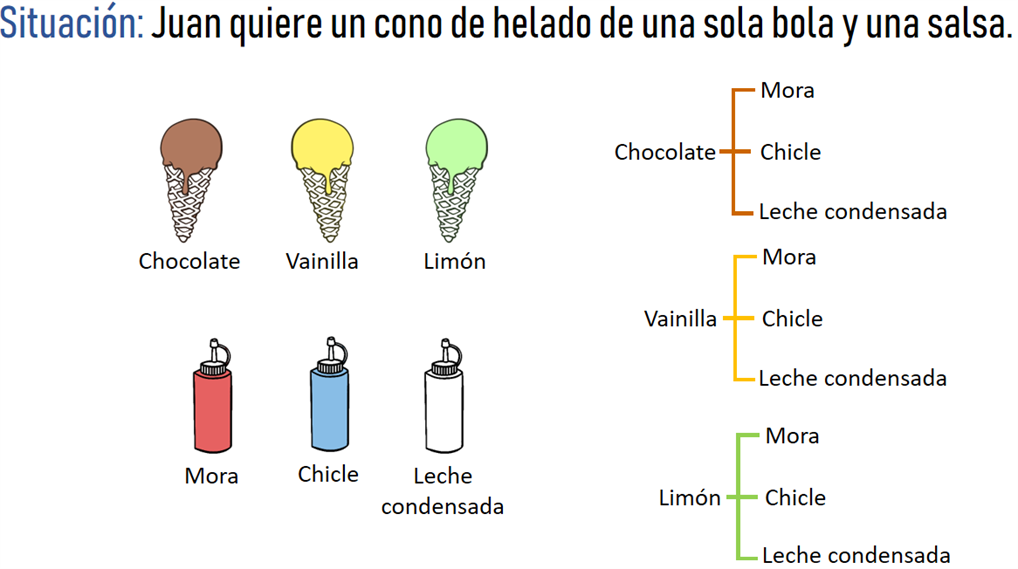 Situación: Juan quiere un cono de helado de una sola bola y una salsa.
Chocolate
Vainilla
Limón
Mora
Chicle
Leche
condensada
Chocolate
Mora
Chicle
Leche condensada
Vainilla
Mora
Chicle
Leche condensada
Limón
Mora
Chicle
Leche condensada